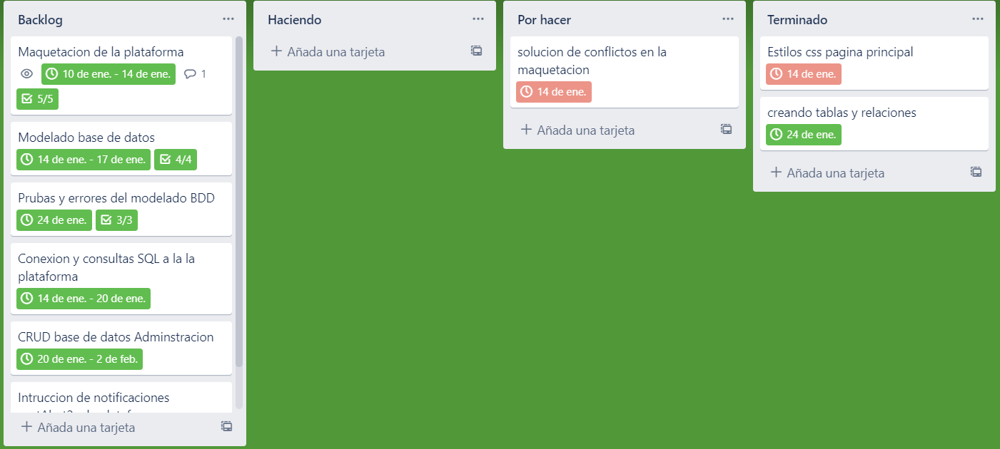 Backlog
Maquetacion de la plataforma
10 de ene. - 14 de ene.
1
5/5
Modelado base de datos
14 de ene. - 17 de ene.
4/4
Prubas y errores del modelado BDD
24 de ene.
3/3
Conexion y consultas SQL a la la
plataforma
14 de ene. - 20 de ene.
CRUD base de datos Adminstracion
20 de ene. - 2 de feb.
Intruccion de notificaciones
Añada una tarjeta
Haciendo
Añada una tarjeta
Por hacer
solucion de conflictos en la
maquetacion
14 de ene.
Añada una tarjeta
Terminado
Estilos css pagina principal
14 de ene.
creando tablas y relaciones
24 de ene.
Añada una tarjeta